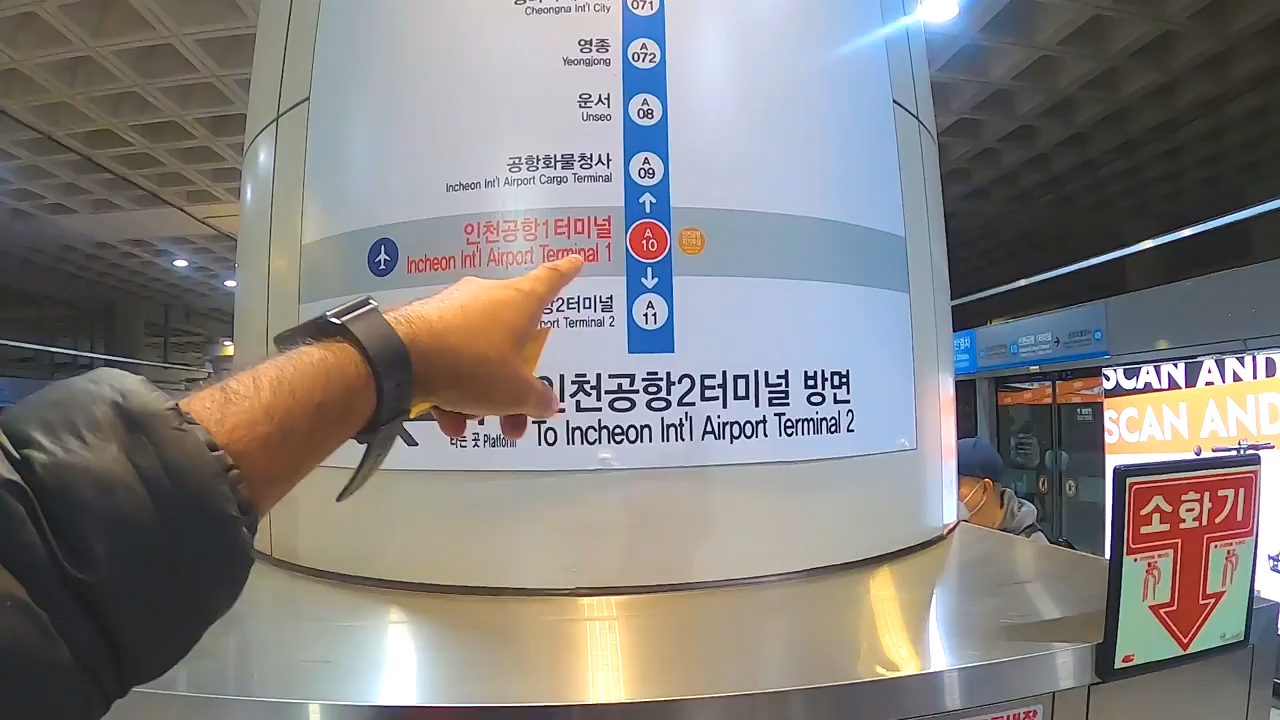 071
Cheongna Int'l City
영종
Yeongjong
A
072
운서
Unseo
A
08
공항화물청사
Incheon Int'l Airport Cargo Terminal
A
09
인천공항1터미널
Incheon Int'l Airport Terminal 1
A
10
2터미널
Terminal 2
A
11
인천공항2터미널 방면
To Incheon Int'l Airport Terminal 2
타는 곳 Platform
SCAN AND
SCAN AND
소화기